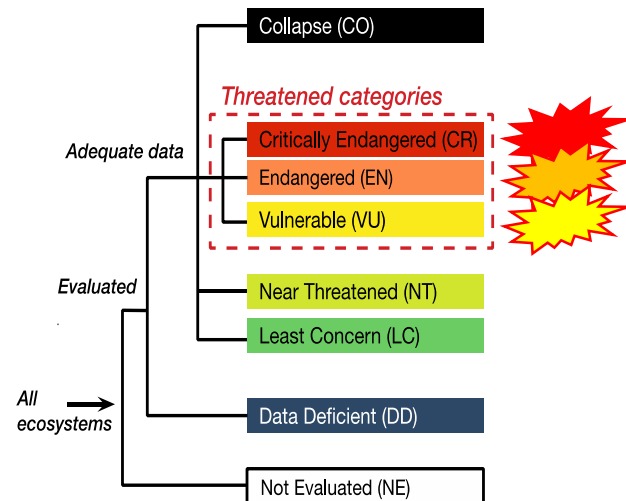 Collapse (CO)
Threatened categories
Critically Endangered (CR)
Adequate data
Endangered (EN)
Vulnerable (VU)
Evaluated
Near Threatened (NT)
Least Concern (LC)
All
ecosystems
Data Deficient (DD)
Not Evaluated (NE)